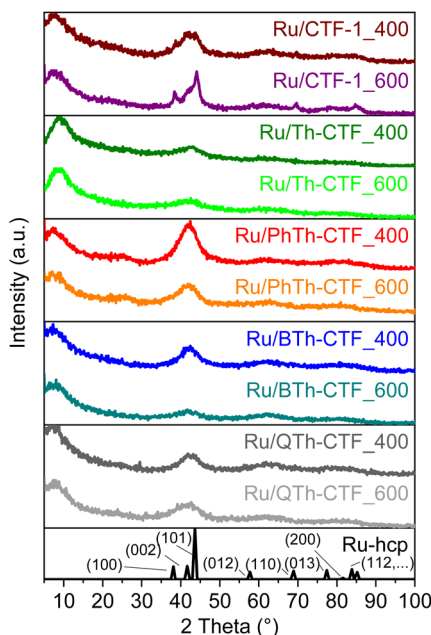 Ru/CTF-1_400
Ru/CTF-1_600
Ru/Th-CTF_400
Ru/Th-CTF_600
Ru/PhTh-CTF_400
Ru/PhTh-CTF_600
Ru/BTh-CTF_400
Ru/BTh-CTF_600
Ru/QTh-CTF_400
Ru/QTh-CTF_600
Ru-hcp
(100)
(002)
(101)
(012)
(110)
(013)
(200)
(112,...)
10 20 30 40 50 60 70 80 90 100
2 Theta (°)
Intensity (a.u.)